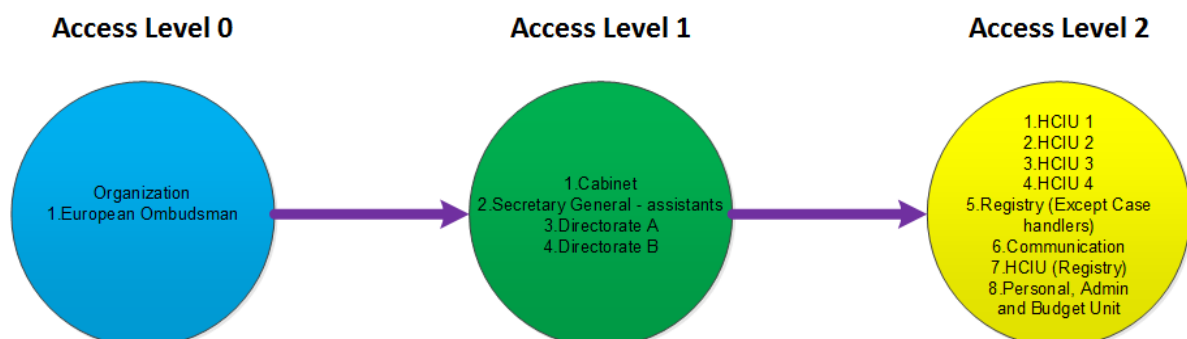 Access Level 0
Access Level 1
Access Level 2
Organization
1.European Ombudsman
1.Cabinet
2.Secretary General - assistants
3.Directorate A
4.Directorate B
1.HCIU 1
2.HCIU 2
3.HCIU 3
4.HCIU 4
5.Registry (Except Case
handlers)
6.Communication
7.HCIU (Registry)
8.Personal, Admin
and Budget Unit